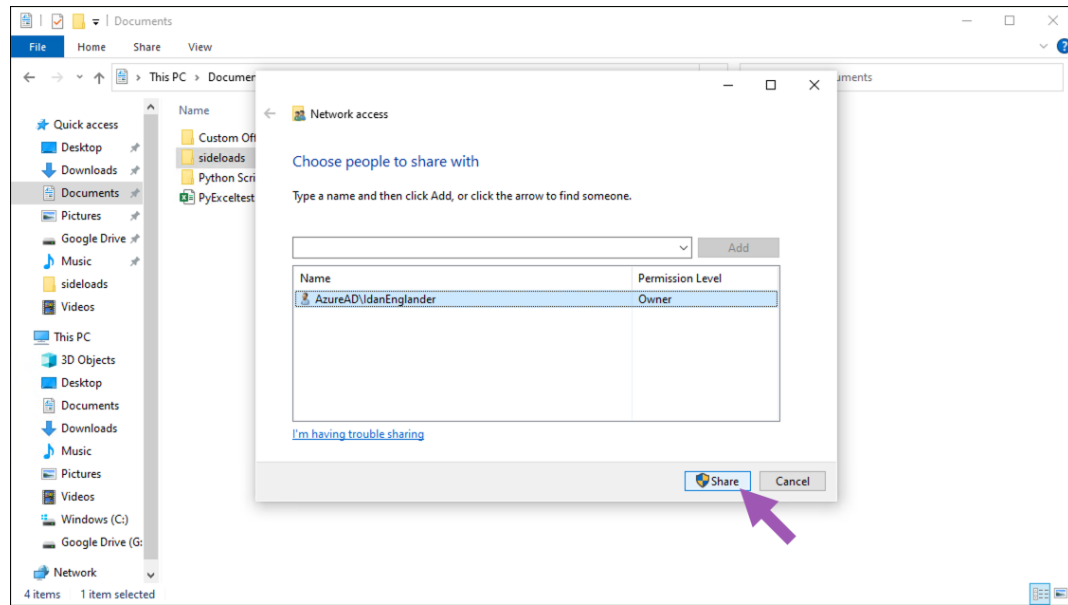 Documents
File Home Share View
This PC > Documen
uments
Quick access
Desktop
Downloads
Documents
Pictures
Google Drive
Music
sideloads
Videos
This PC
3D Objects
Desktop
Documents
Downloads
Music
Pictures
Videos
Windows (C:)
Google Drive (G:
Network
4 items 1 item selected
Name
Custom Off
sideloads
Python Scri
PyExceltest
Network access
Choose people to share with
Type a name and then click Add, or click the arrow to find someone.
Add
Name Permission Level
AzureAD\IdanEnglander Owner
I'm having trouble sharing
Share Cancel
?